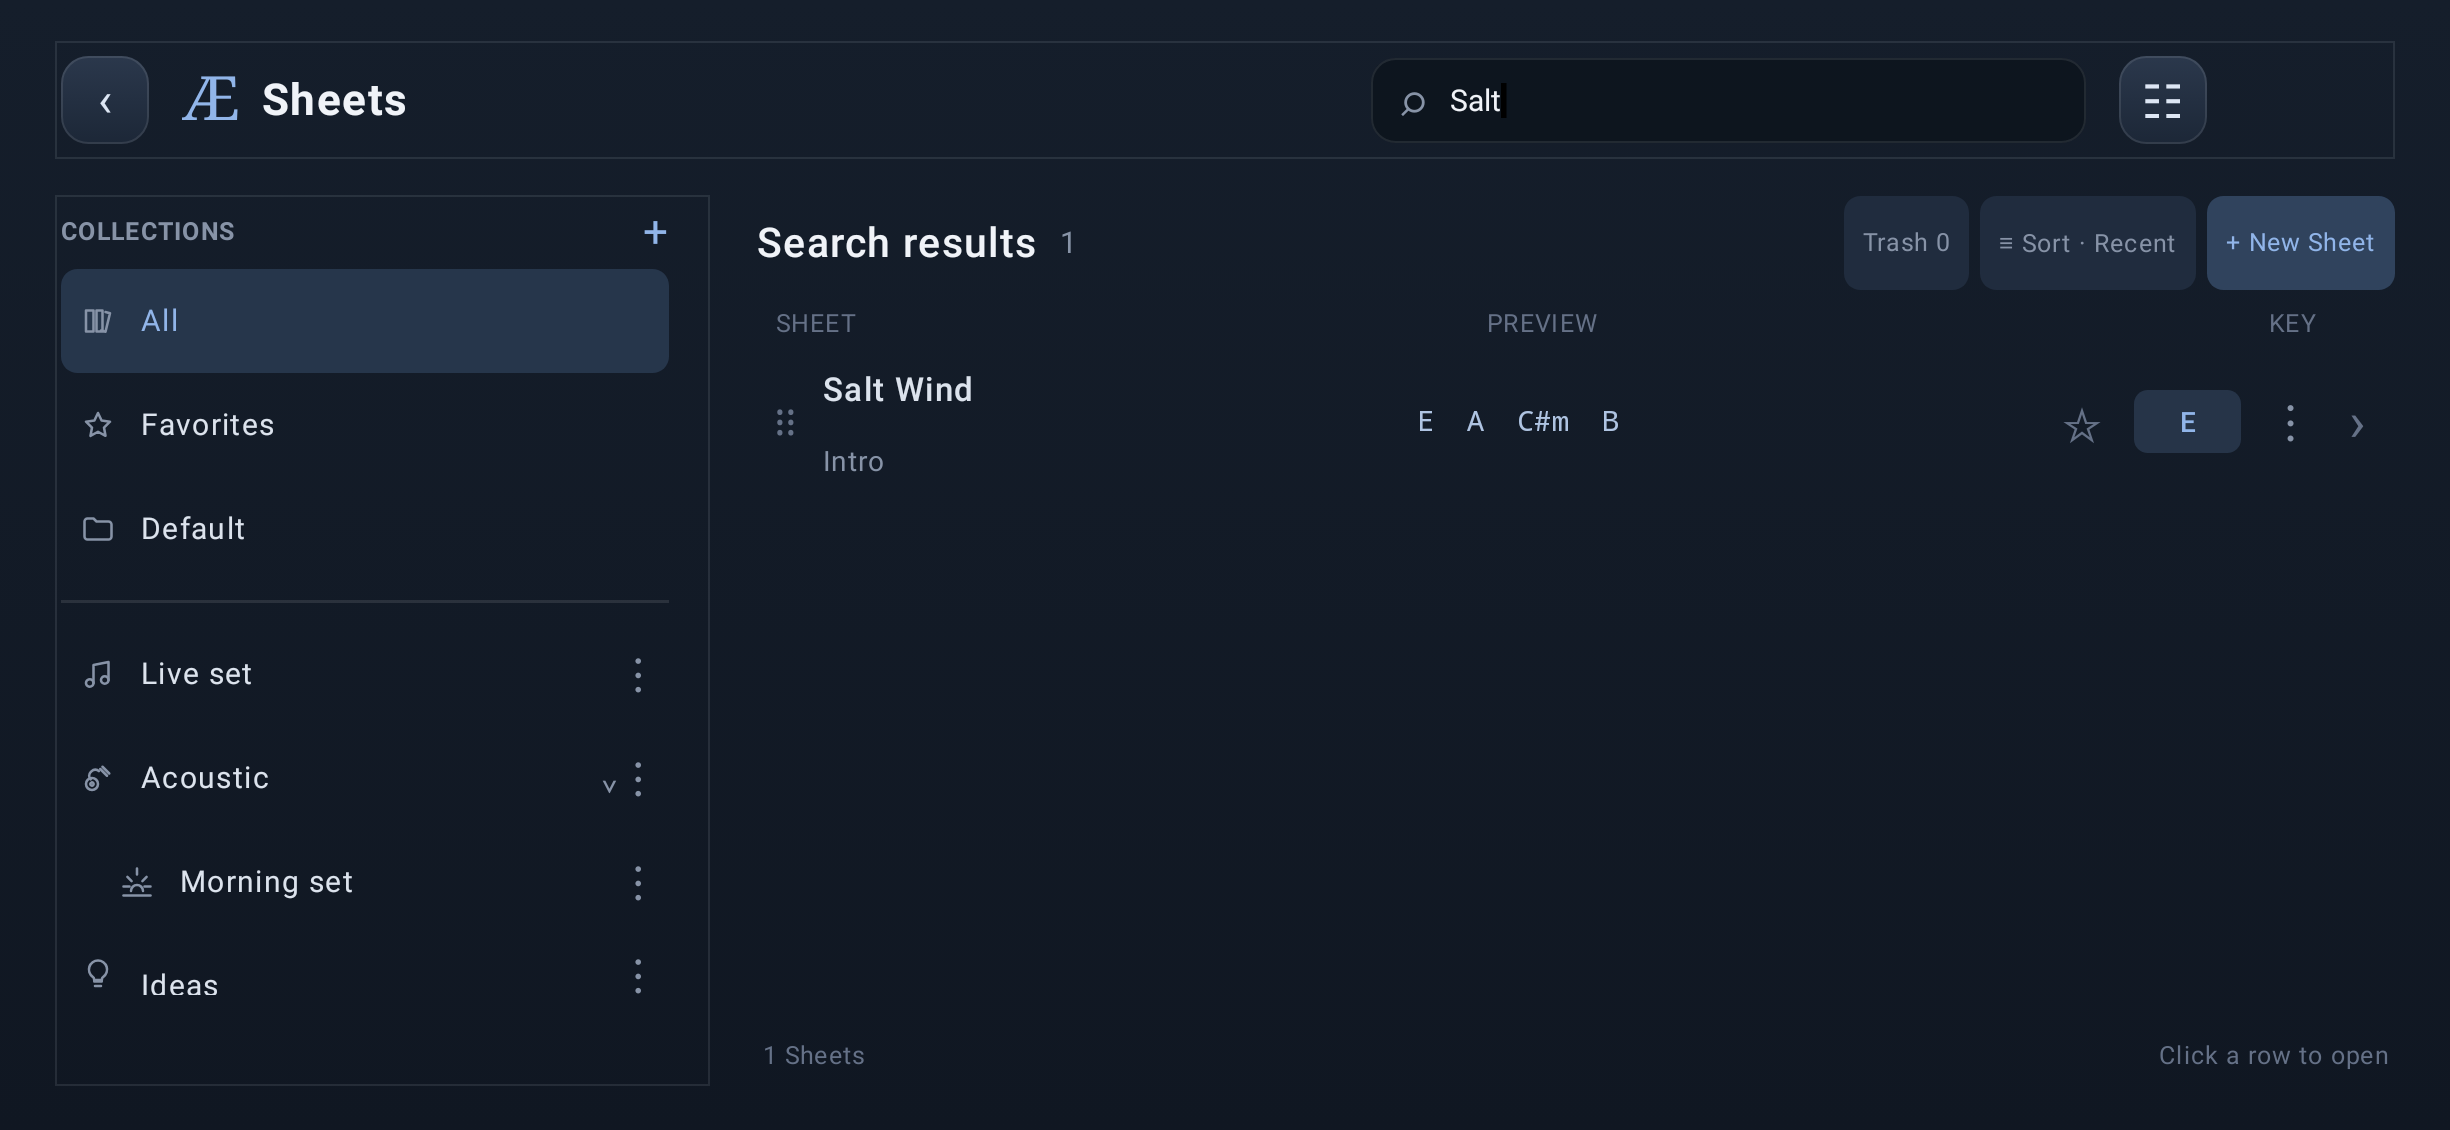 ‹ Æ Sheets
Salt
COLLECTIONS +
All
Favorites
Default
Live set
Acoustic
Morning set
Ideas
Search results 1
Trash 0
≡ Sort · Recent
+ New Sheet
SHEET PREVIEW KEY
Salt Wind
E A C#m B
E
Intro
1 Sheets
Click a row to open